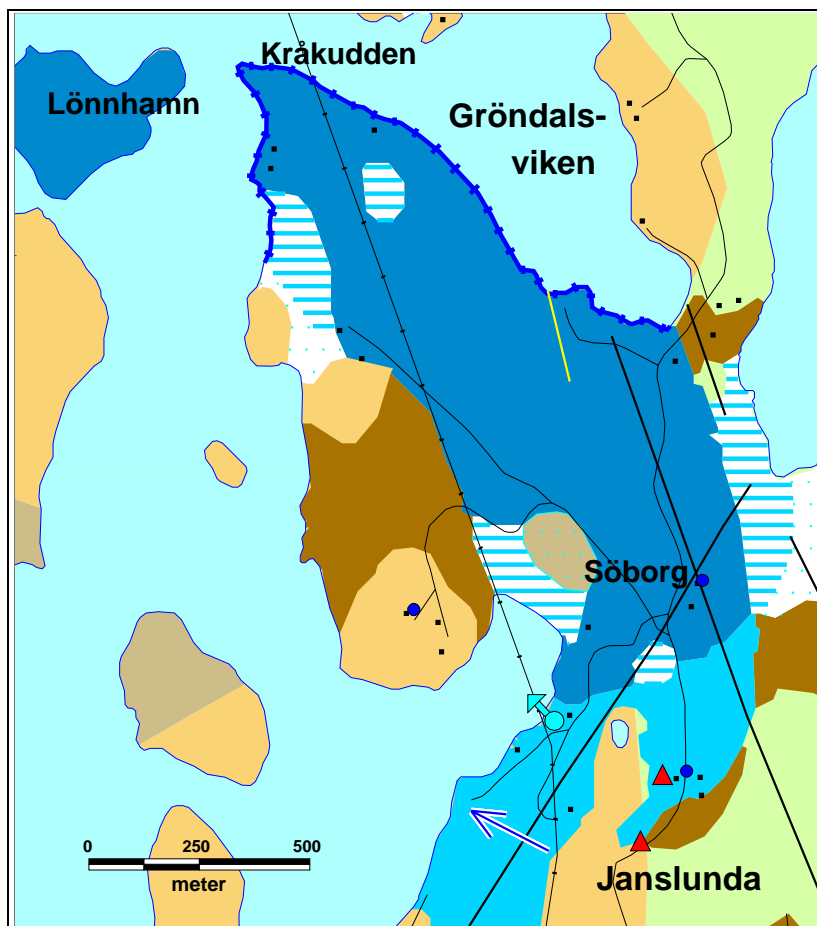 Kråkudden
Lönnhamn
Gröndals-
viken
Söborg
0 250 500
meter
Janslunda